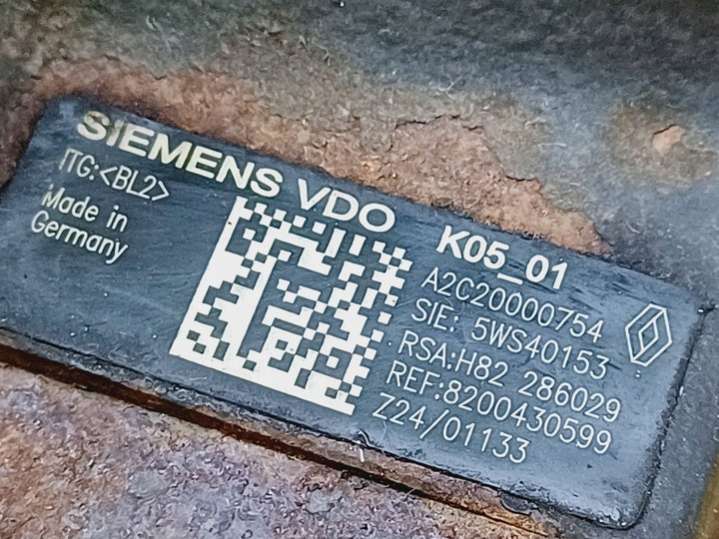 SIEMENS VDO
ITG:<BL2>
Made in
Germany
K05_01
A2C20000754
SIE: 5WS40153
RSA:H82 286029
REF:8200430599
Z24/01133